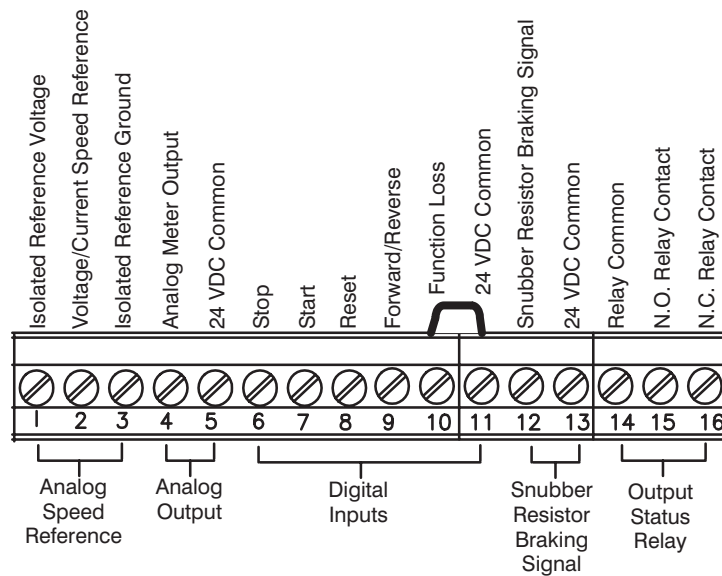 Isolated Reference Voltage
Voltage/Current Speed Reference
Isolated Reference Ground
Analog Meter Output
24 VDC Common
Stop
Start
Reset
Forward/Reverse
Function Loss
24 VDC Common
Snubber Resistor Braking Signal
24 VDC Common
Relay Common
N.O. Relay Contact
N.C. Relay Contact
1 2 3 4 5 6 7 8 9 10 11 12 13 14 15 16
Analog
Speed
Reference
Analog
Output
Digital
Inputs
Snubber
Resistor
Braking
Signal
Output
Status
Relay